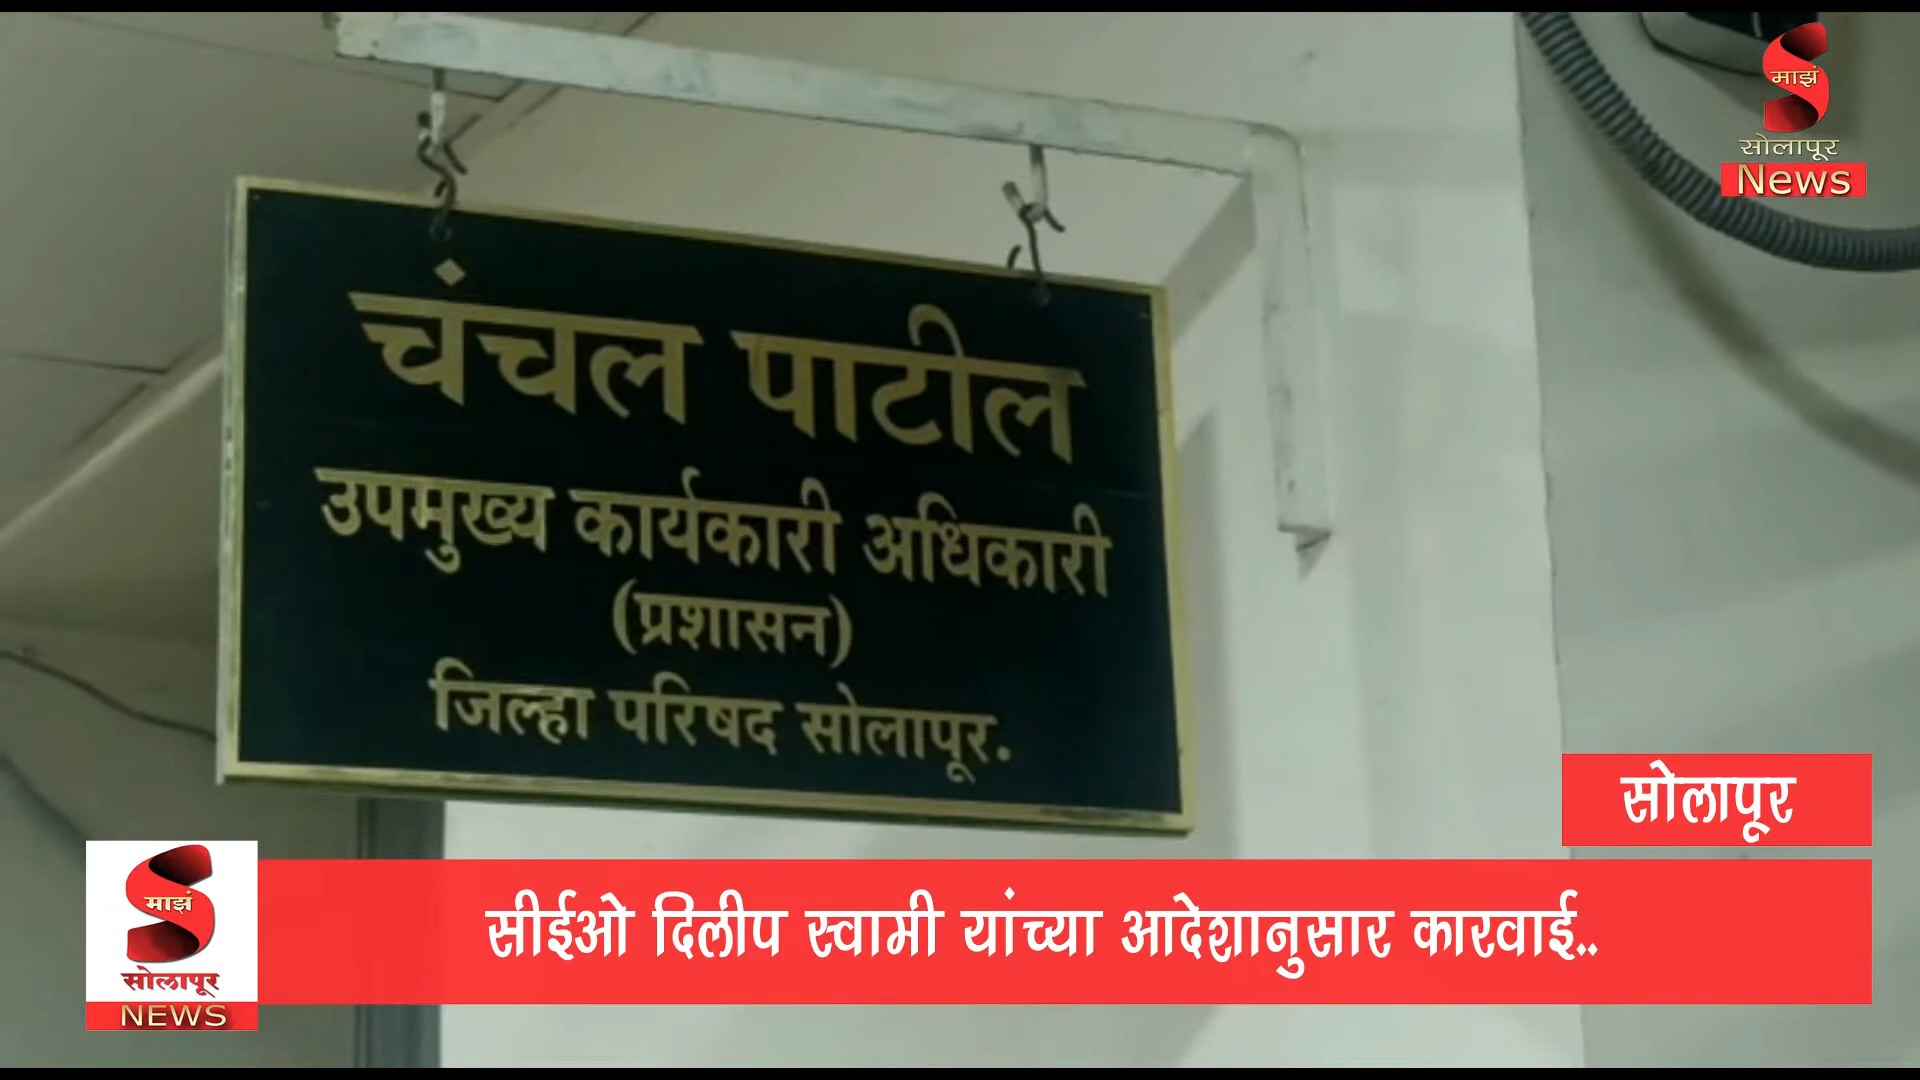 माझं
सोलापूर
News
चंचल पाटील
उपमुख्य कार्यकारी अधिकारी
(प्रशासन)
जिल्हा परिषद सोलापूर.
सोलापूर
सीईओ दिलीप स्वामी यांच्या आदेशानुसार कारवाई..
माझं
सोलापूर
NEWS